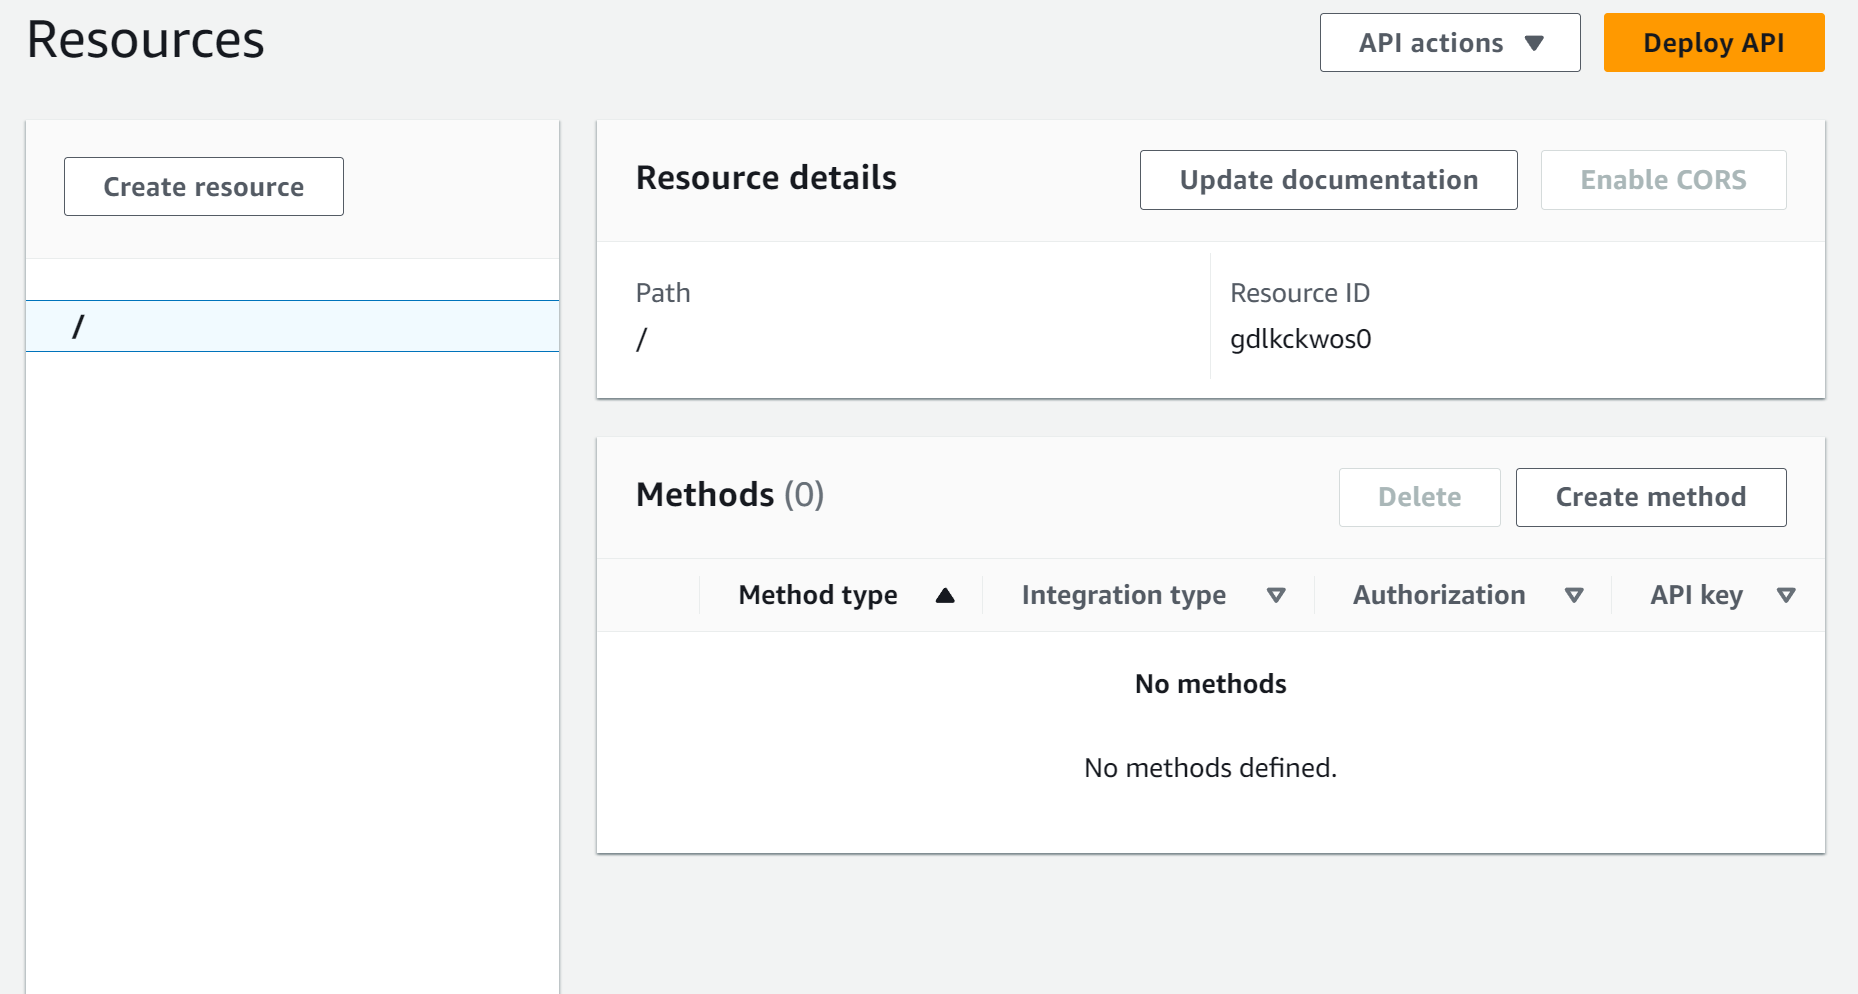 Resources
API actions
Deploy API
Create resource
/
Resource details
Update documentation
Enable CORS
Path
/
Resource ID
gdlkckwos0
Methods (0)
Delete
Create method
Method type
Integration type
Authorization
API key
No methods
No methods defined.